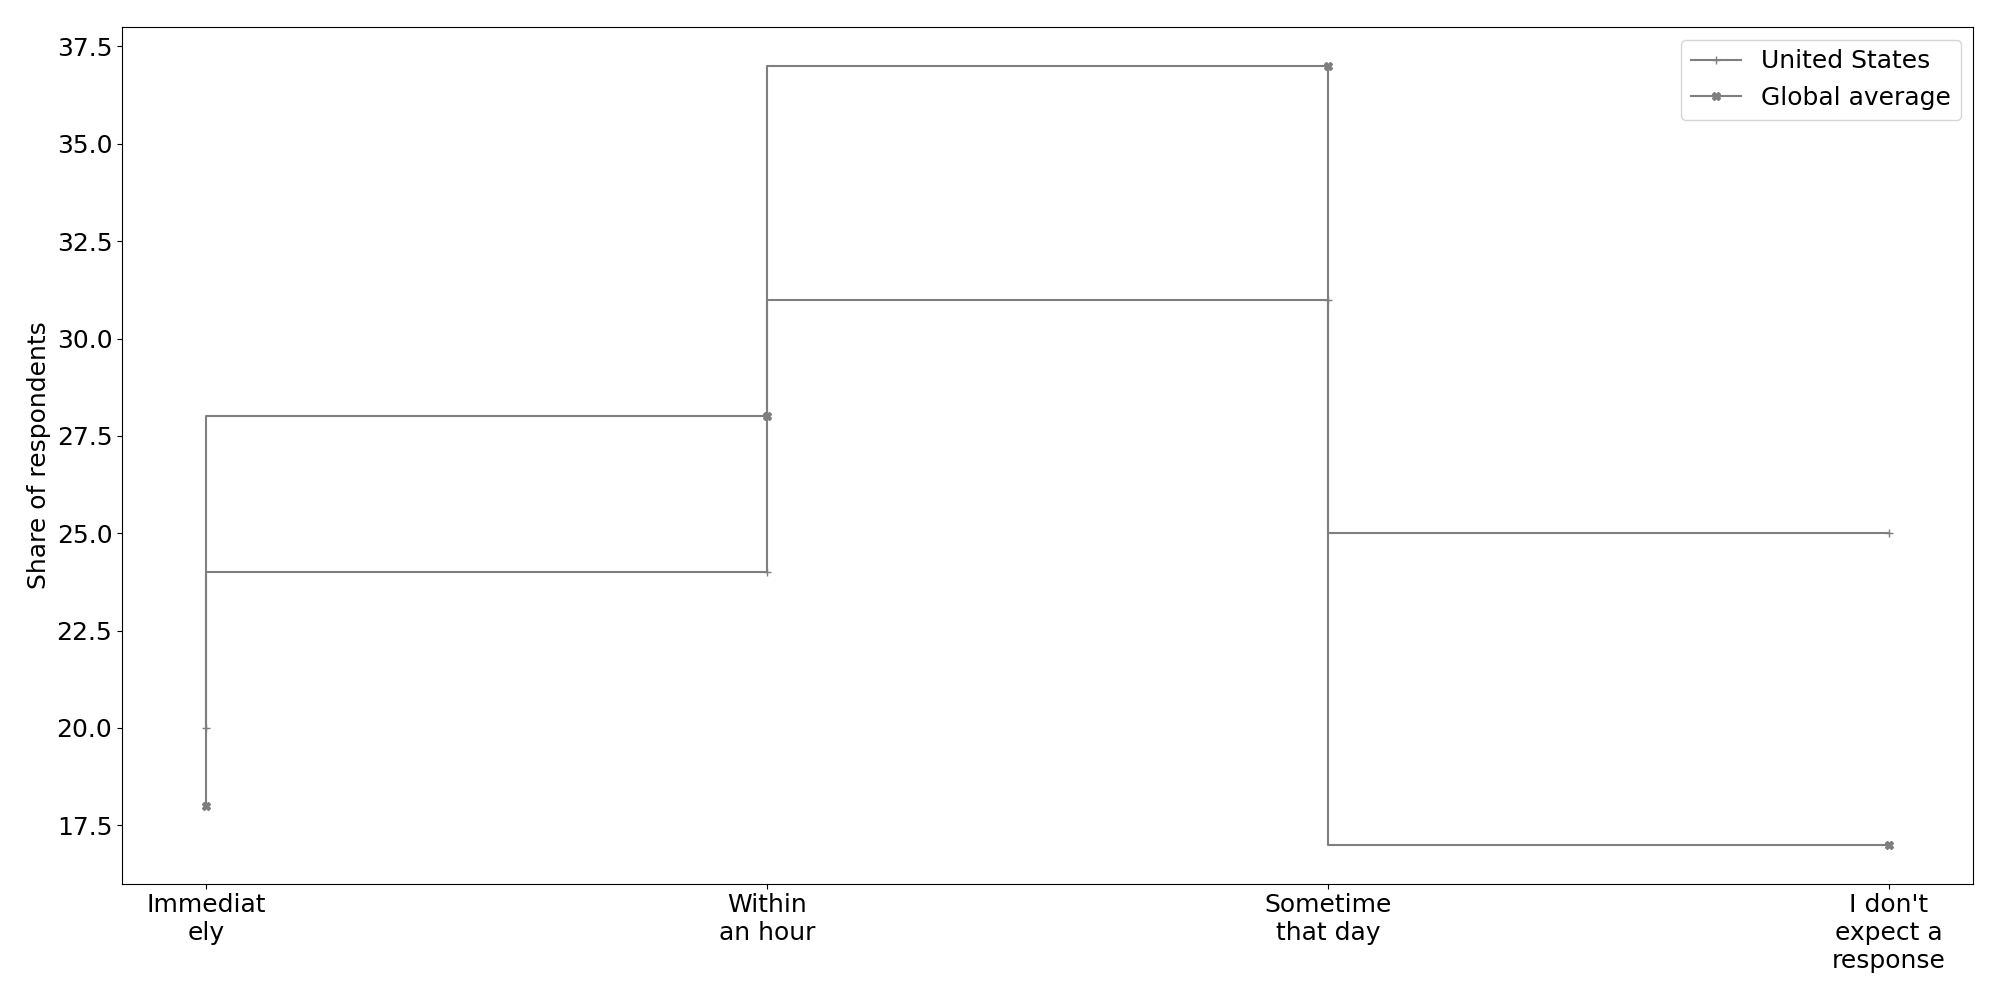 37.5
35.0
32.5
30.0
27.5
25.0
22.5
20.0
17.5
Share of respondents
United States
Global average
Immediat
ely
Within
an hour
Sometime
that day
I don't
expect a
response